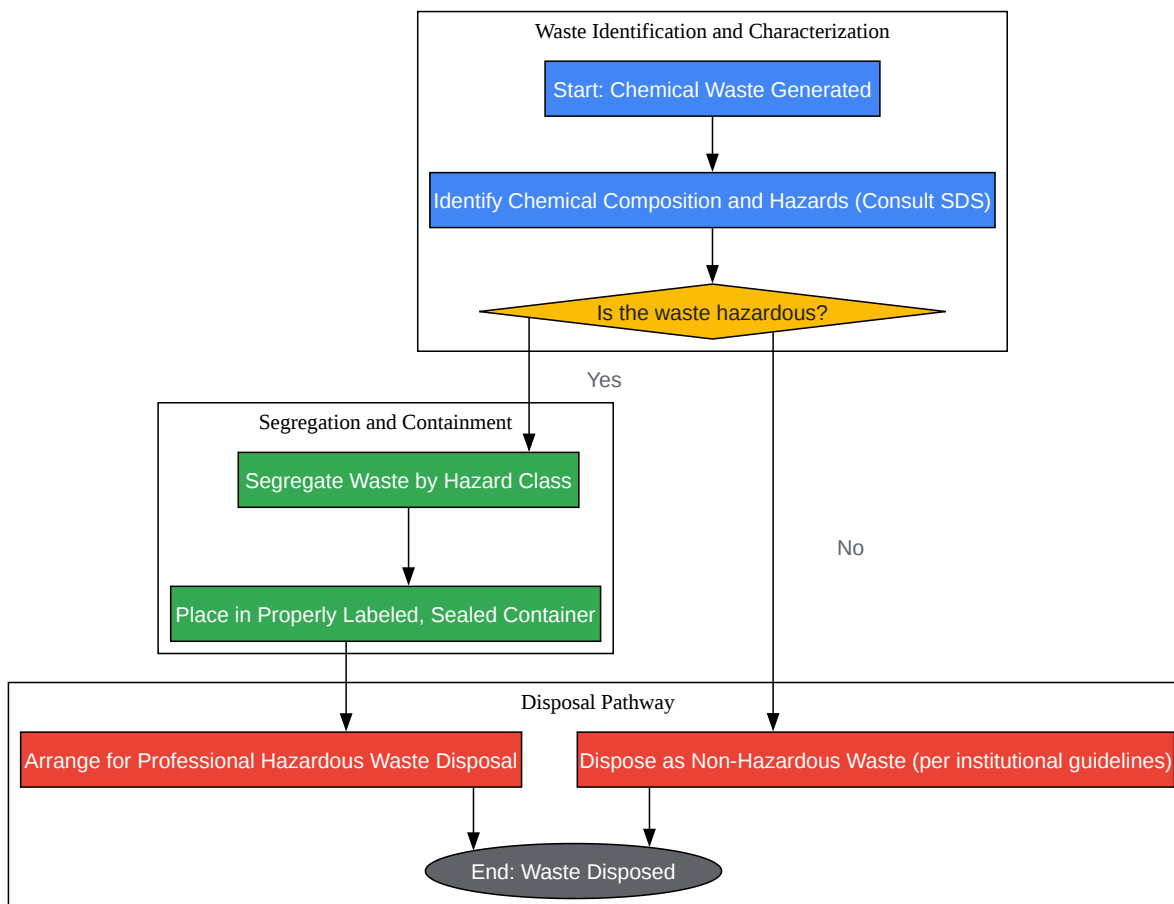 Waste Identification and Characterization
Start: Chemical Waste Generated
Identify Chemical Composition and Hazards (Consult SDS)
Is the waste hazardous?
Yes
Segregation and Containment
Segregate Waste by Hazard Class
No
Place in Properly Labeled, Sealed Container
Disposal Pathway
Arrange for Professional Hazardous Waste Disposal
Dispose as Non-Hazardous Waste (per institutional guidelines)
End: Waste Disposed